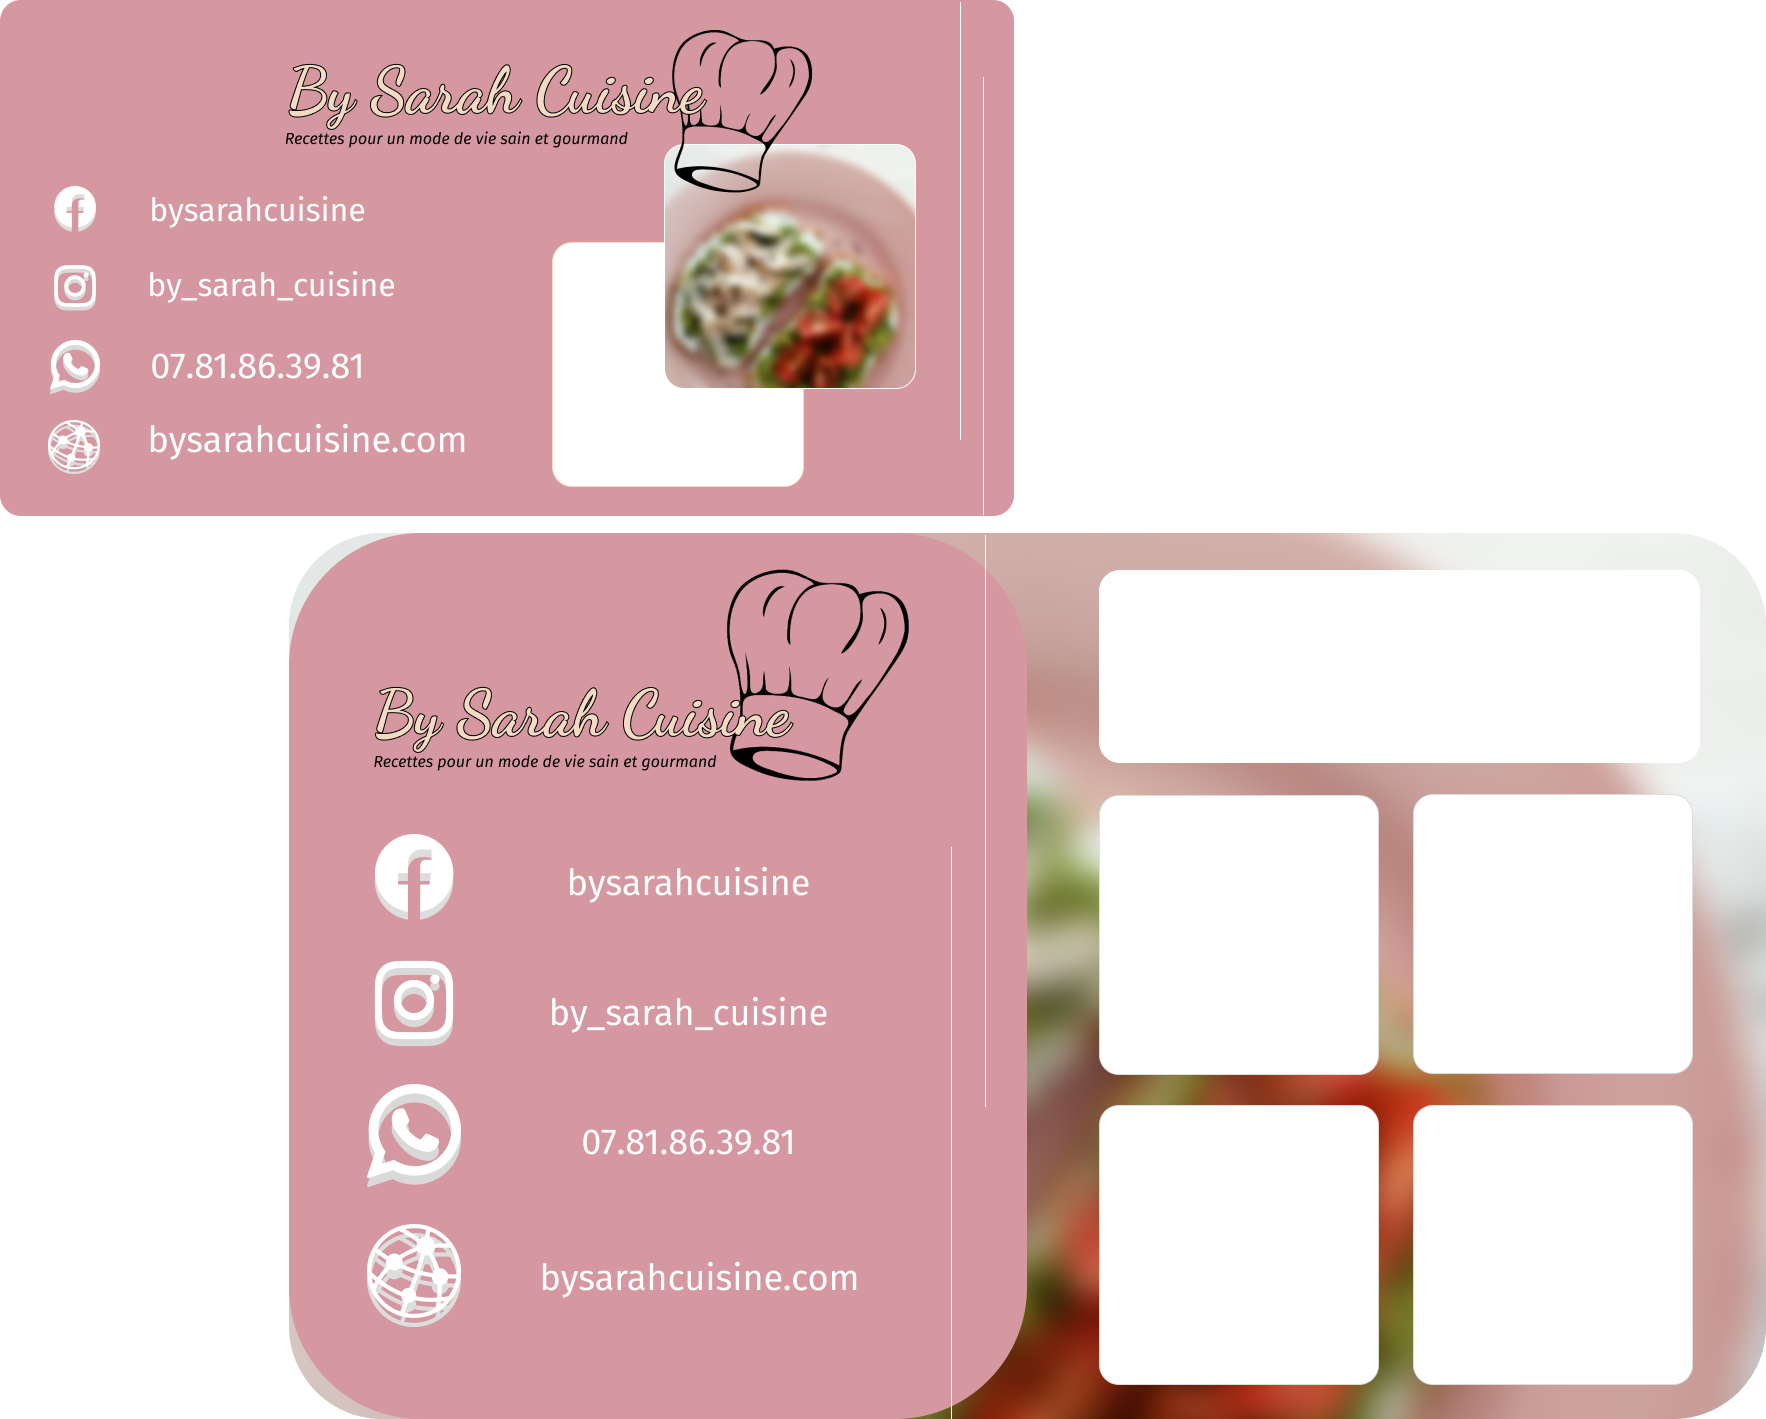 By Sarah Cuisine
Recettes pour un mode de vie sain et gourmand
bysarahcuisine
by_sarah_cuisine
07.81.86.39.81
bysarahcuisine.com
By Sarah Cuisine
Recettes pour un mode de vie sain et gourmand
bysarahcuisine
by_sarah_cuisine
07.81.86.39.81
bysarahcuisine.com